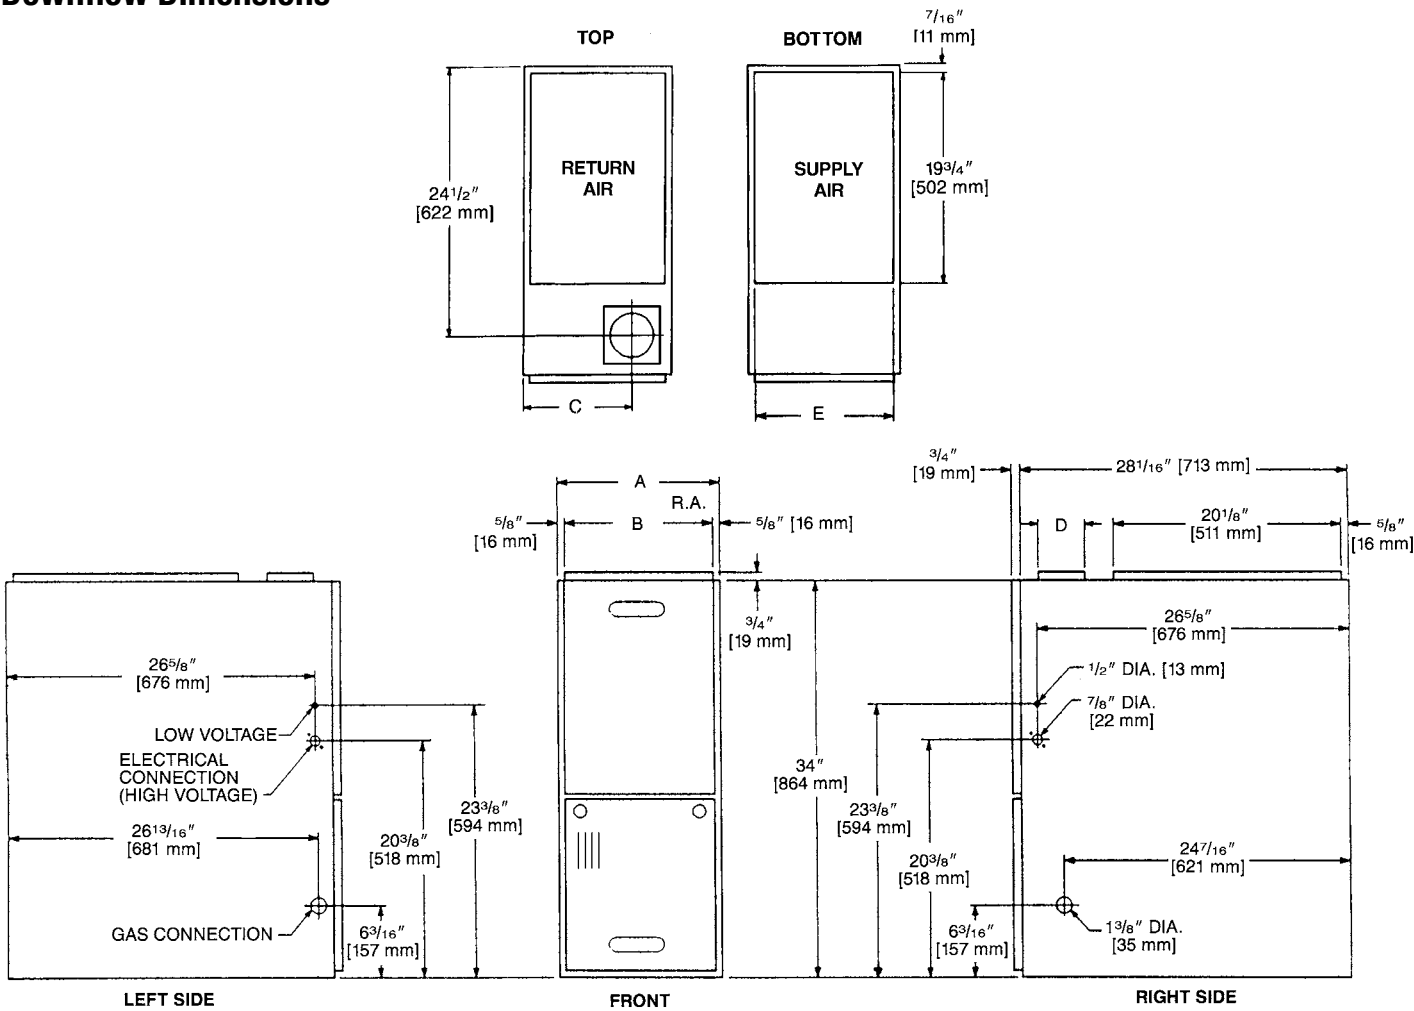 Downflow Dimensions
TOP
BOTTOM
7/16"
[11 mm]
RETURN
AIR
SUPPLY
AIR
24 1/2"
[622 mm]
19 3/4"
[502 mm]
C
E
A
R.A.
B
5/8"
[16 mm]
5/8" [16 mm]
3/4"
[19 mm]
28 1/16" [713 mm]
D
20 1/8"
[511 mm]
5/8"
[16 mm]
26 5/8"
[676 mm]
LOW VOLTAGE
ELECTRICAL
CONNECTION
(HIGH VOLTAGE)
26 13/16"
[681 mm]
GAS CONNECTION
6 3/16"
[157 mm]
20 3/8"
[518 mm]
23 3/8"
[594 mm]
3/4"
[19 mm]
34"
[864 mm]
23 3/8"
[594 mm]
20 3/8"
[518 mm]
6 3/16"
[157 mm]
26 5/8"
[676 mm]
1/2" DIA. [13 mm]
7/8" DIA.
[22 mm]
24 7/16"
[621 mm]
1 3/8" DIA.
[35 mm]
LEFT SIDE
FRONT
RIGHT SIDE